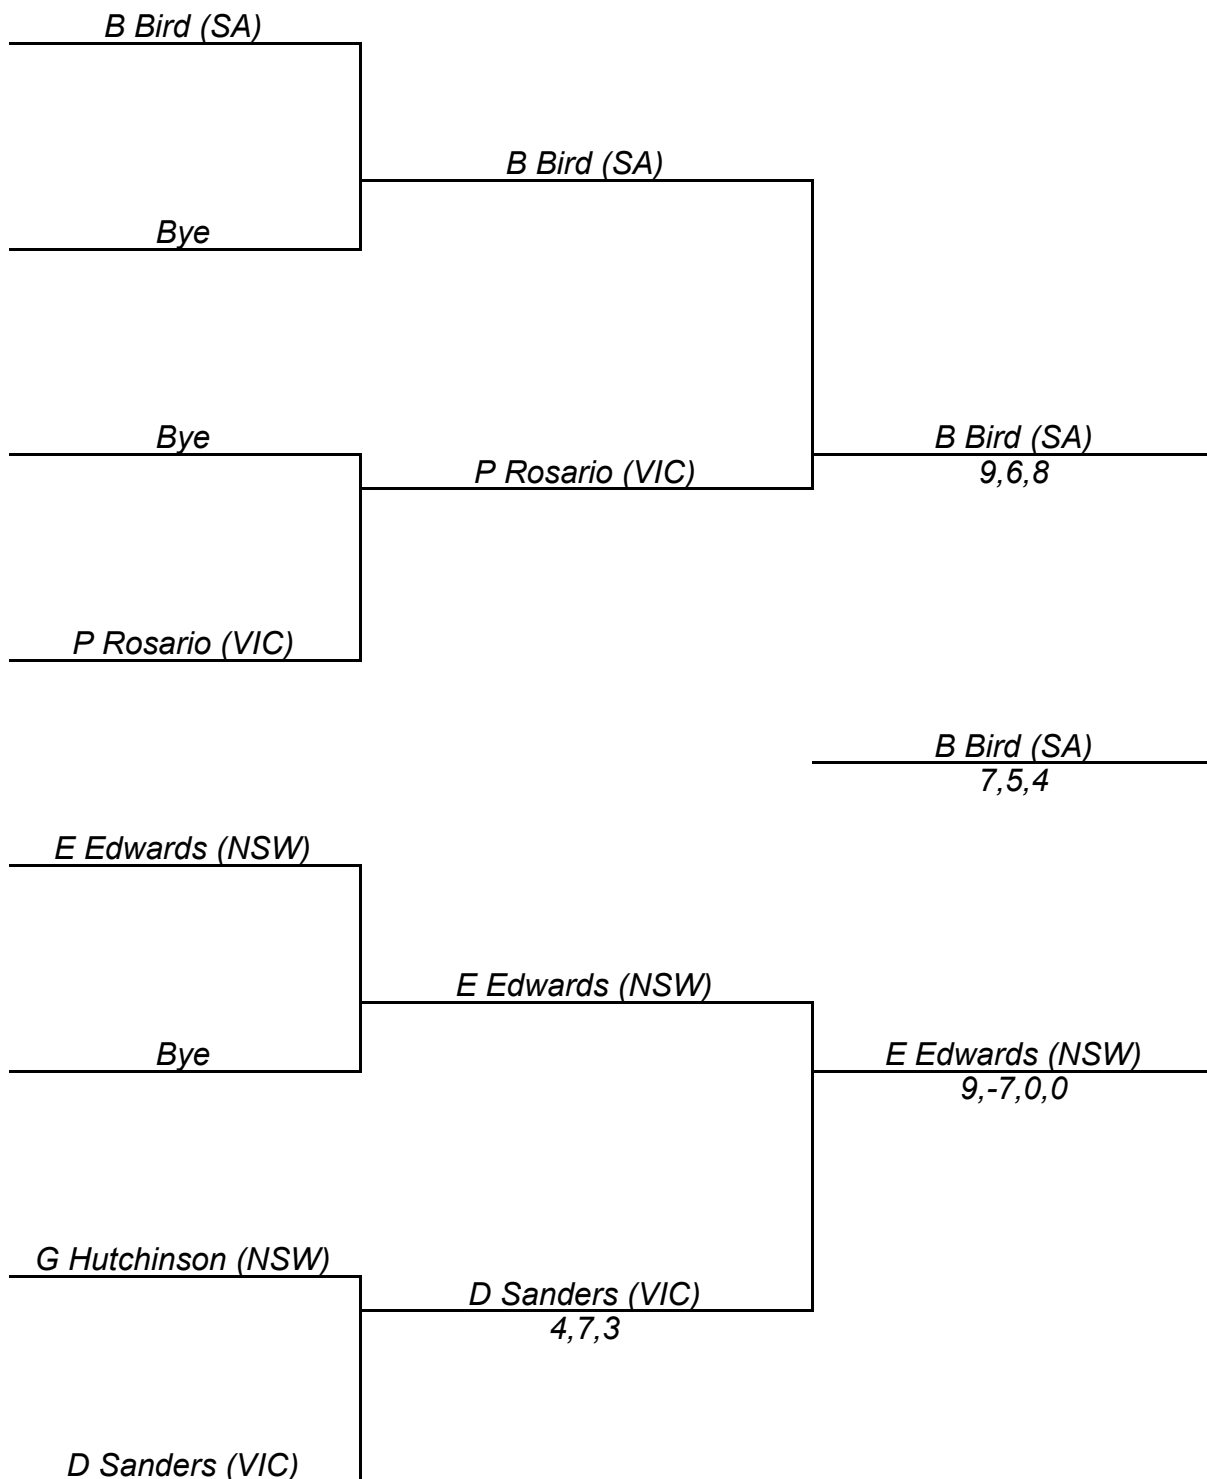 B Bird (SA)
B Bird (SA)
Bye
Bye
B Bird (SA)
P Rosario (VIC)
9,6,8
P Rosario (VIC)
B Bird (SA)
7,5,4
E Edwards (NSW)
E Edwards (NSW)
Bye
E Edwards (NSW)
9,-7,0,0
G Hutchinson (NSW)
D Sanders (VIC)
4,7,3
D Sanders (VIC)